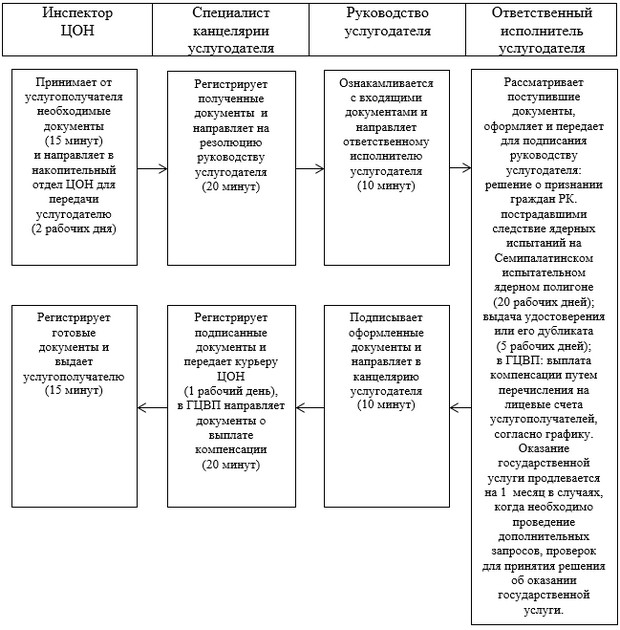 Инспектор
ЦОН
Специалист
канцелярии
услугодателя
Руководство
услугодателя
Ответственный
исполнитель
услугодателя
Принимает от
услугополучателя
необходимые
документы
(15 минут)
и направляет в
накопительный
отдел ЦОН для
передачи
услугодателю
(2 рабочих дня)
Регистрирует
полученные
документы и
направляет на
резолюцию
руководству
услугодателя
(20 минут)
Ознакамливается
с входящими
документами и
направляет
ответственному
исполнителю
услугодателя
(10 минут)
Рассматривает
поступившие
документы,
оформляет и передает
для подписания
руководству
услугодателя:
решение о признании
граждан РК.
пострадавшими
следствие ядерных
испытаний на
Семипалатинском
испытательном
ядерном полигоне
(20 рабочих дней);
выдача удостоверения
или его дубликата
(5 рабочих дней);
в ГЦВП: выплата
компенсации путем
перечисления на
лицевые счета
услугополучателей,
согласно графику.
Оказание
государственной
услуги продлевается
на 1 месяц в случаях,
когда необходимо
проведение
дополнительных
запросов, проверок
для принятия решения
об оказании
государственной
услуги.
Подписывает
оформленные
документы и
направляет в
канцелярию
услугодателя
(10 минут)
Регистрирует
подписанные
документы и
передает курьеру
ЦОН
(1 рабочий день),
в ГЦВП направляет
документы о
выплате
компенсации
(20 минут)
Регистрирует
готовые
документы и
выдает
услугополучателю
(15 минут)